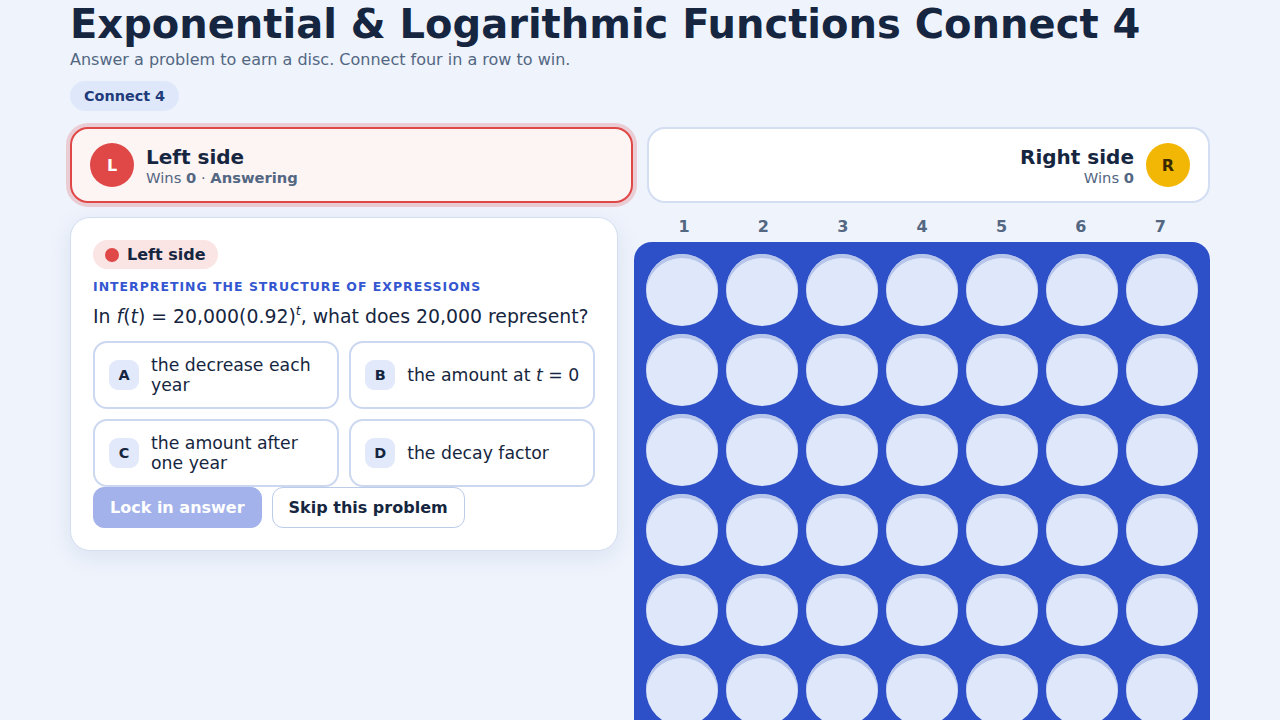 Exponential & Logarithmic Functions Connect 4
Answer a problem to earn a disc. Connect four in a row to win.
Connect 4
L
Left side
Wins 0 · Answering
Right side
Wins 0
R
Left side
INTERPRETING THE STRUCTURE OF EXPRESSIONS
In f(t) = 20,000(0.92)^t, what does 20,000 represent?
A
the decrease each
year
B
the amount at t = 0
C
the amount after
one year
D
the decay factor
Lock in answer
Skip this problem
1 2 3 4 5 6 7